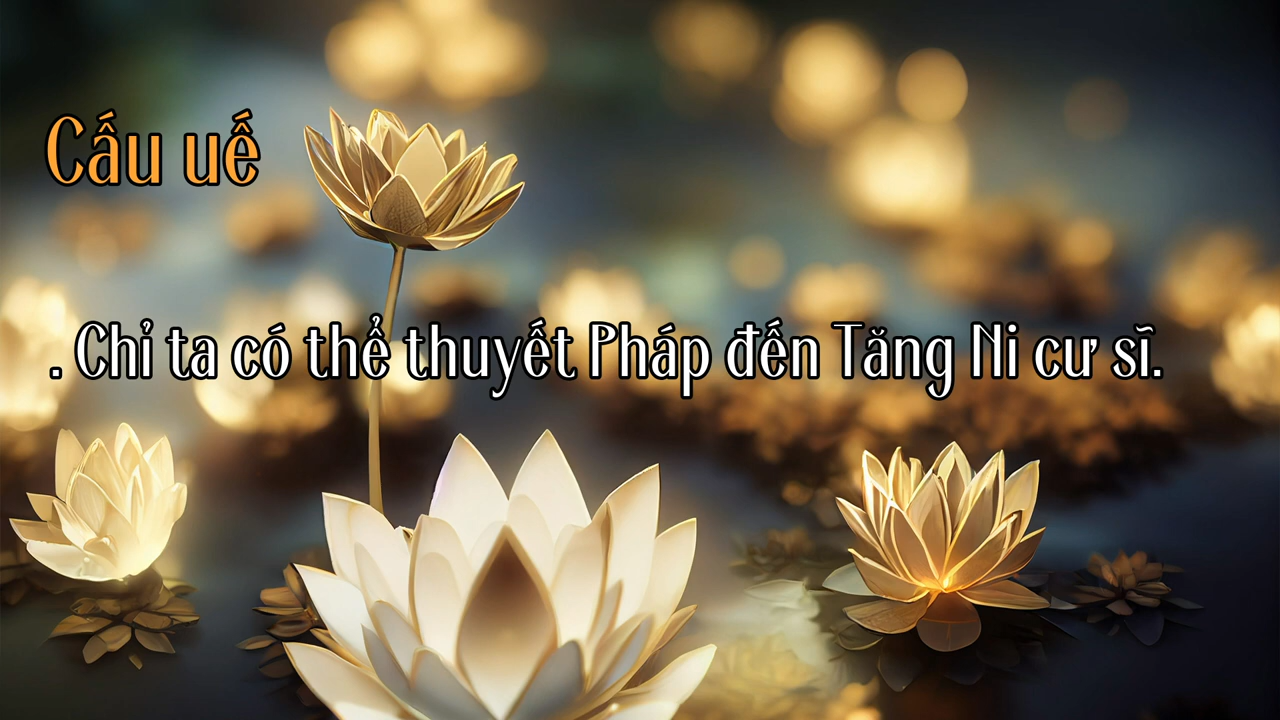 Cấu uế
. Chỉ ta có thể thuyết Pháp đến Tăng Ni cư sĩ.